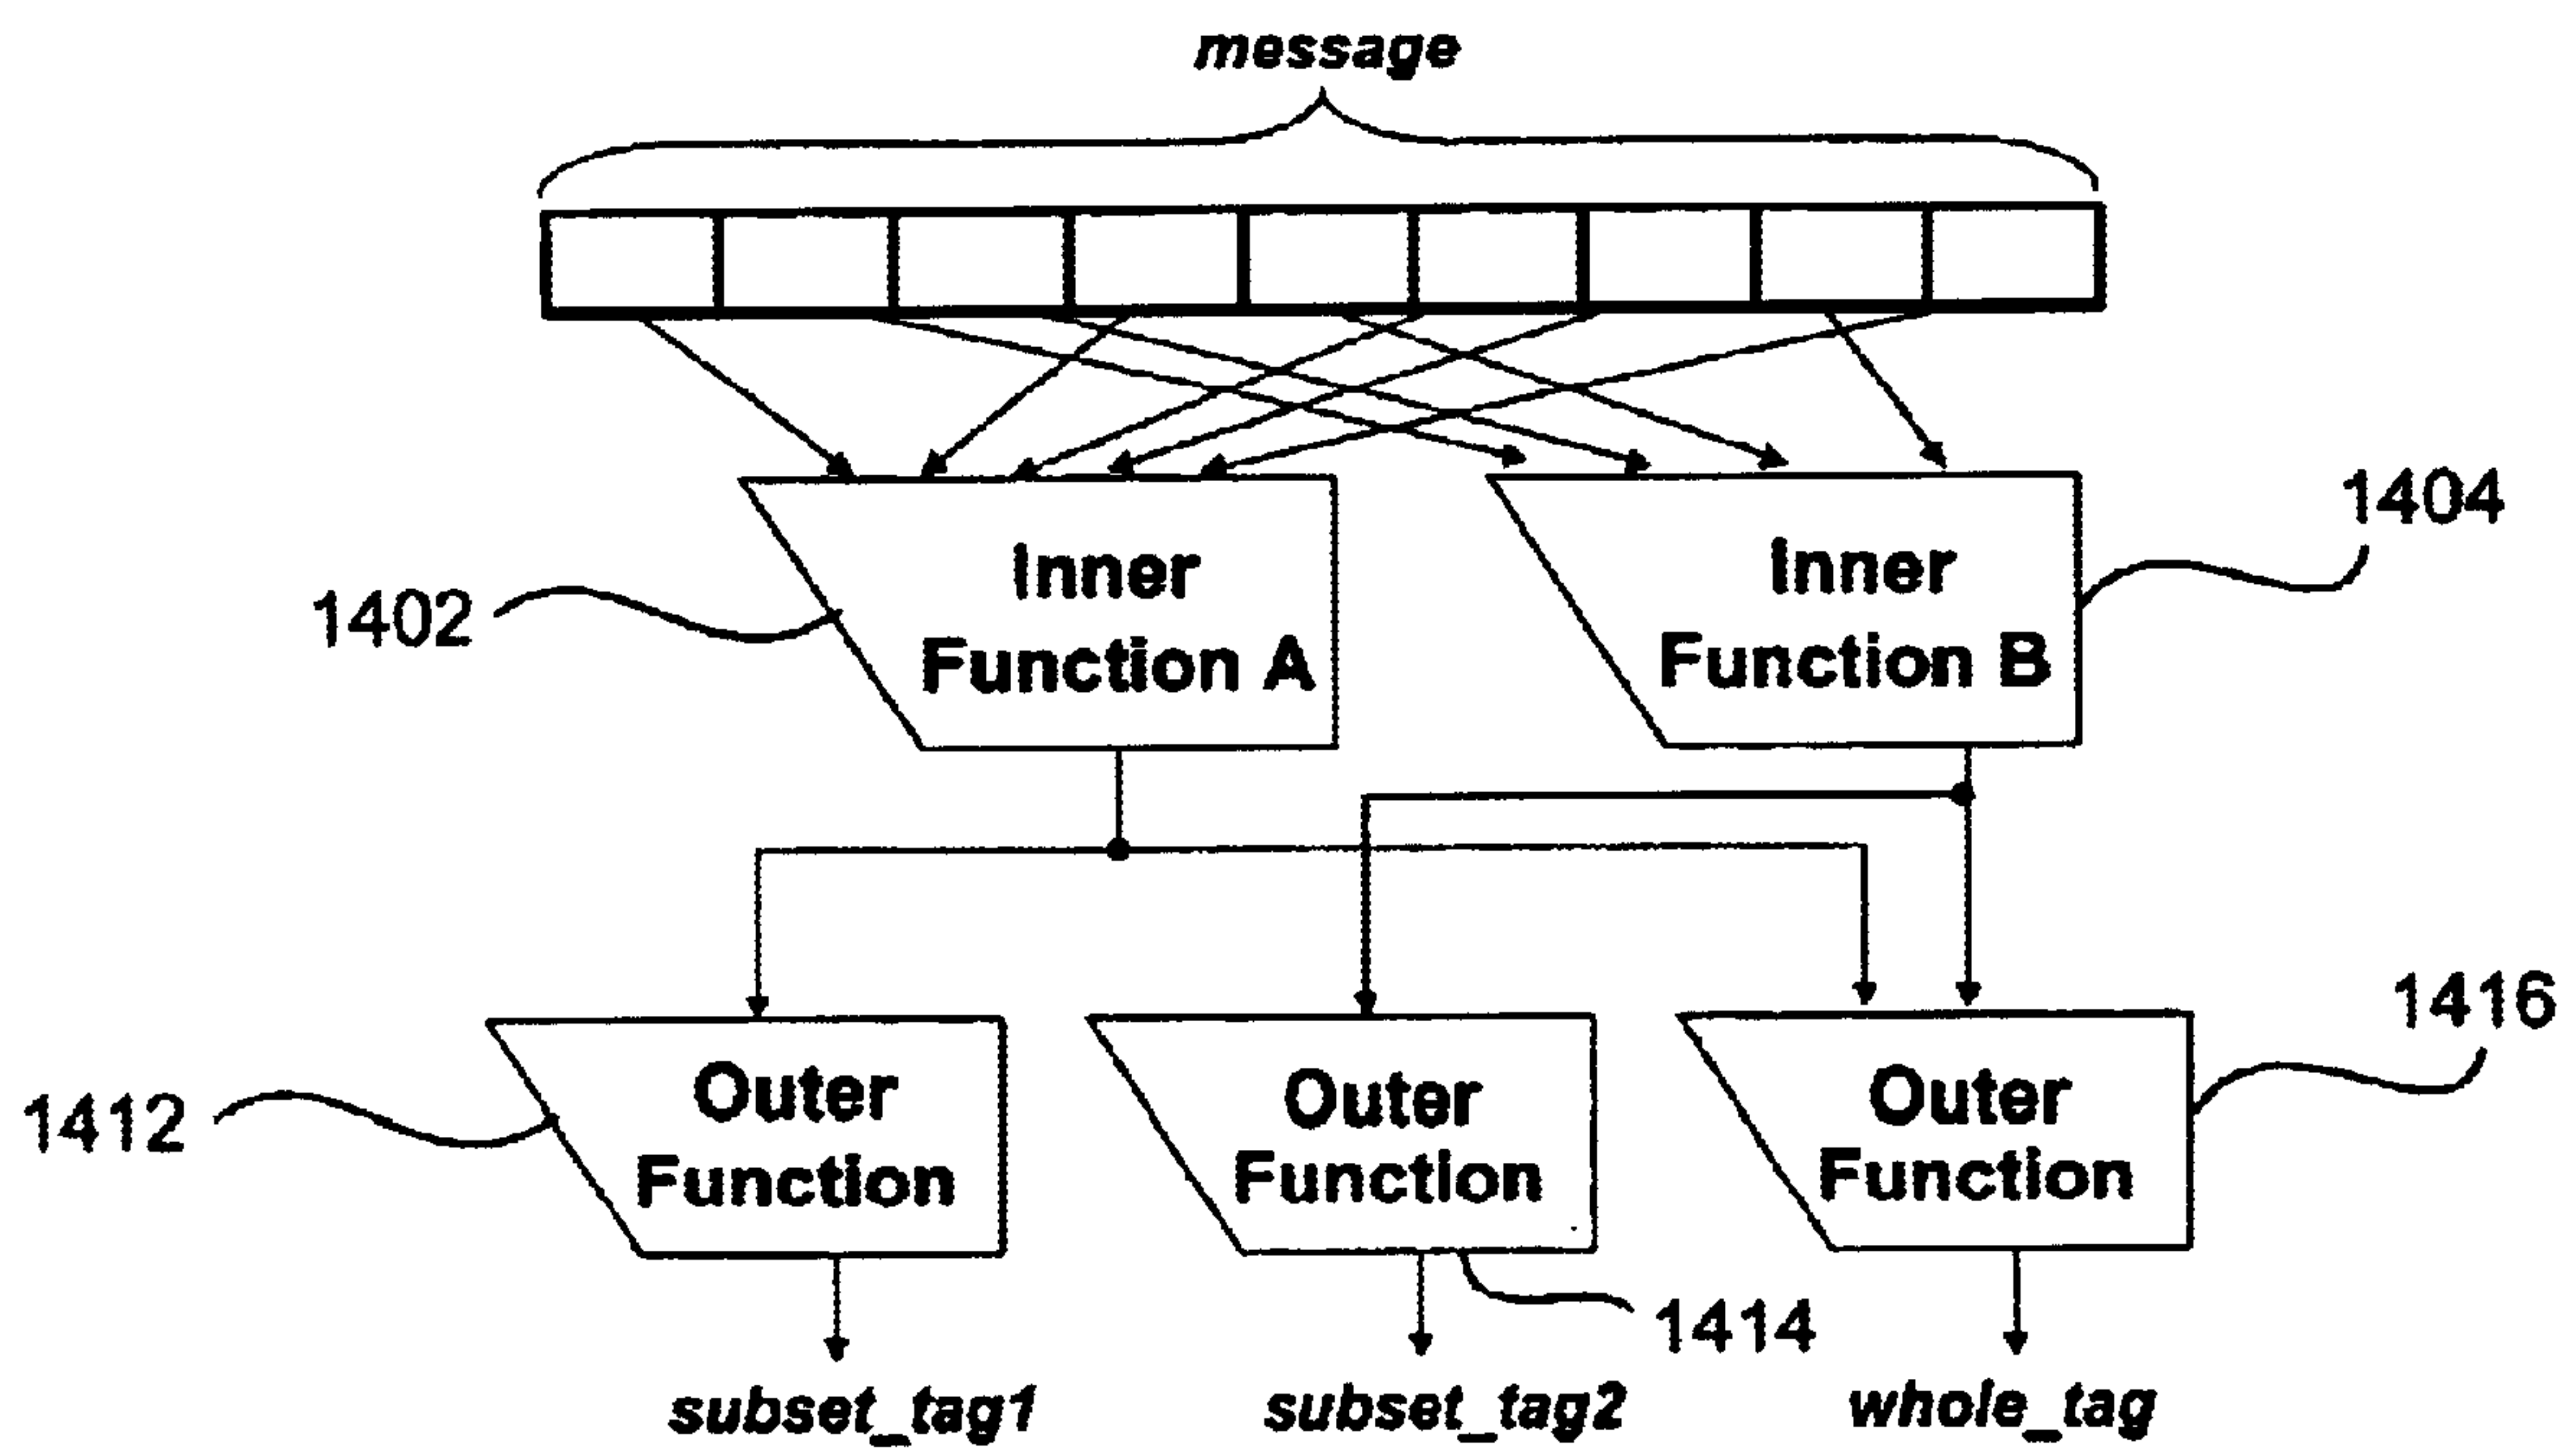 message
1404
Inner
Function A
Inner
Function B
1402
1416
Outer
Function
Outer
Function
Outer
Function
1412
1414
subset_tag1
subset_tag2
whole_tag